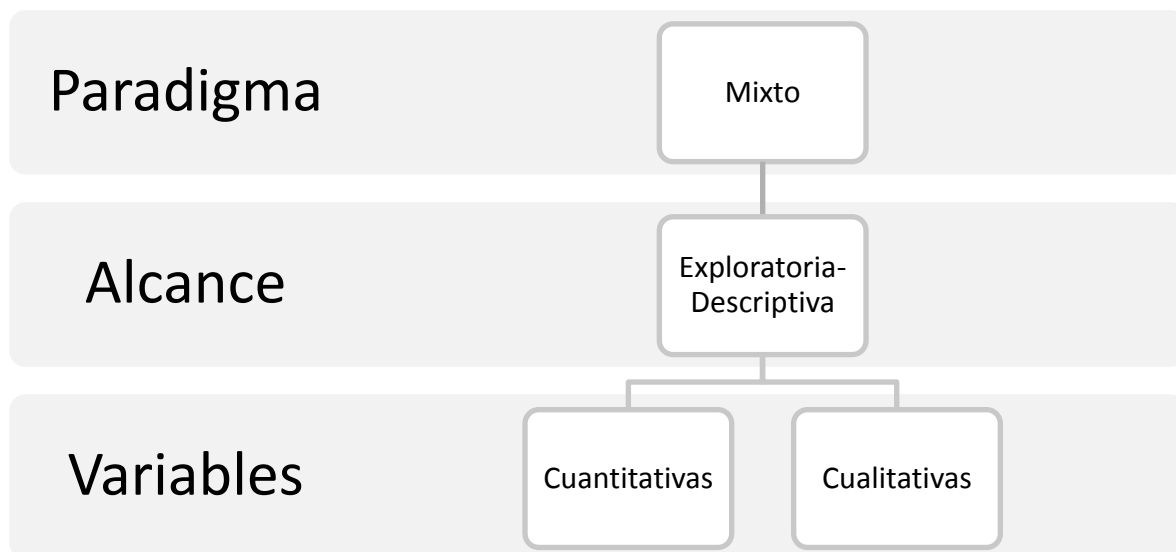 Paradigma
Mixto
Alcance
Exploratoria-
Descriptiva
Variables
Cuantitativas
Cualitativas